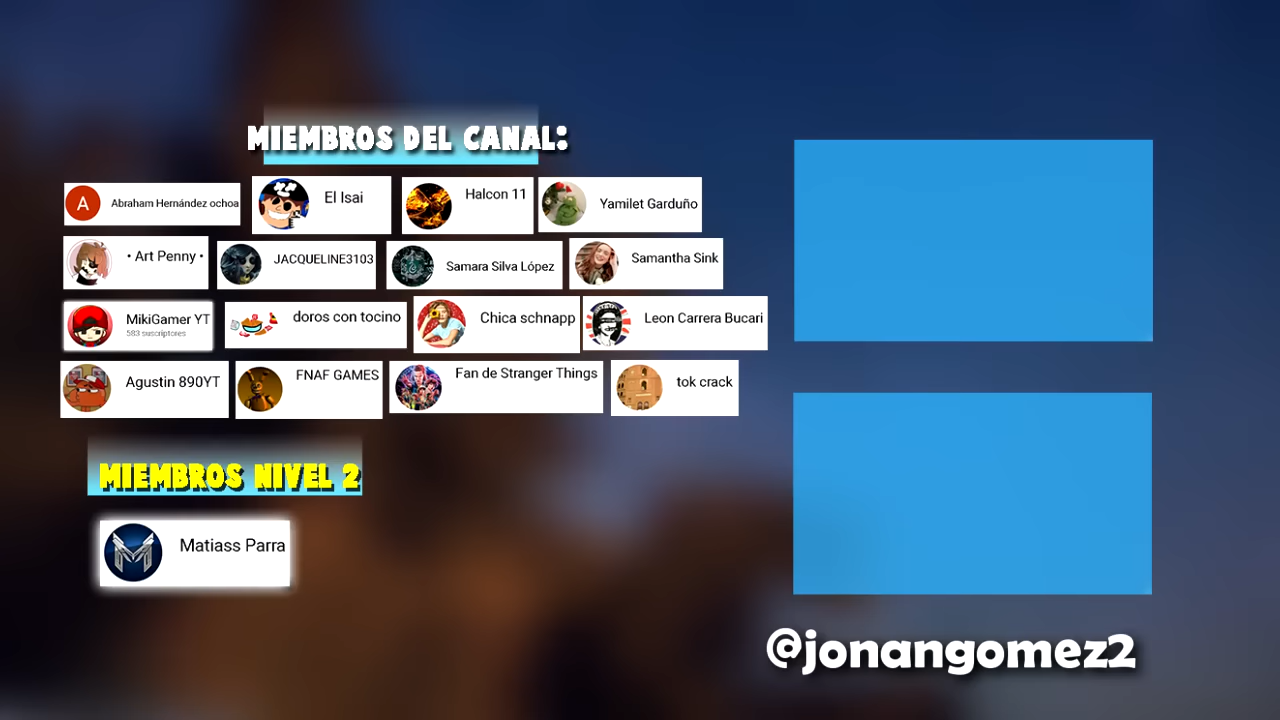 MIEMBROS DEL CANAL:
A Abraham Hernández ochoa
El Isai
Halcon 11
Yamilet Garduño
• Art Penny •
JACQUELINE3103
Samara Silva López
Samantha Sink
MikiGamer YT
583 suscriptores
doros con tocino
Chica schnapp
Leon Carrera Bucari
Agustin 890YT
FNAF GAMES
Fan de Stranger Things
tok crack
MIEMBROS NIVEL 2
Matiass Parra
@jonangomez2